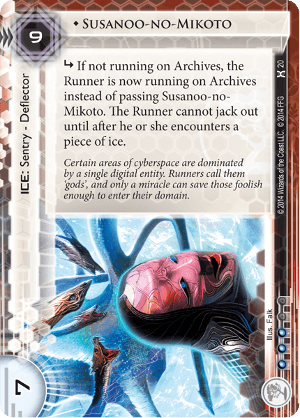 9
♦ Susanoo-no-Mikoto
ICE: Sentry - Deflector
↳ If not running on Archives, the
Runner is now running on Archives
instead of passing Susanoo-no-
Mikoto. The Runner cannot jack out
until after he or she encounters a
piece of ice.
Certain areas of cyberspace are dominated
by a single digital entity. Runners call them
'gods', and only a miracle can save those foolish
enough to enter their domain.
20
© 2014 Wizards of the Coast LLC. © 2014 FFG
Illus. Falk
7